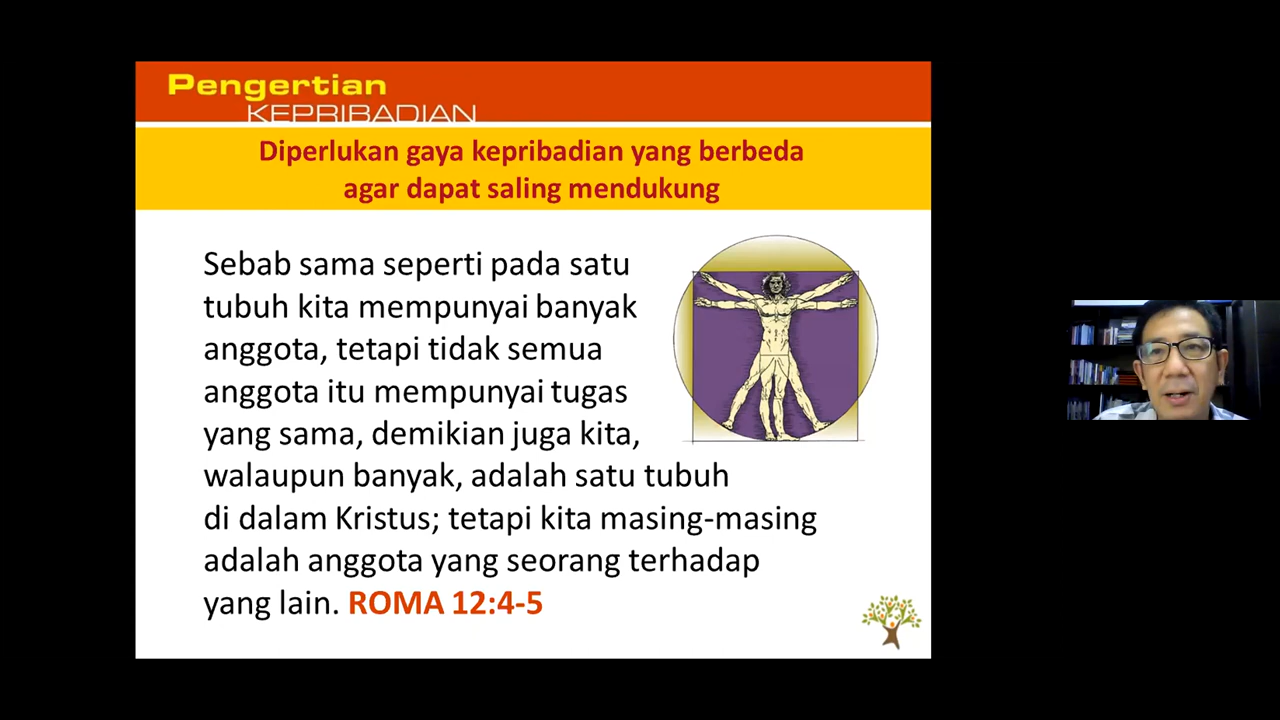 Pengertian
KEPRIBADIAN
Diperlukan gaya kepribadian yang berbeda
agar dapat saling mendukung
Sebab sama seperti pada satu
tubuh kita mempunyai banyak
anggota, tetapi tidak semua
anggota itu mempunyai tugas
yang sama, demikian juga kita,
walaupun banyak, adalah satu tubuh
di dalam Kristus; tetapi kita masing-masing
adalah anggota yang seorang terhadap
yang lain. ROMA 12:4-5